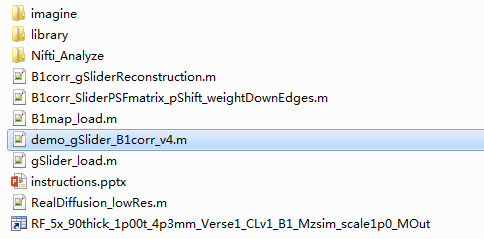 imagine
library
Nifti_Analyze
B1corr_gSliderReconstruction.m
B1corr_SliderPSFmatrix_pShift_weightDownEdges.m
B1map_load.m
demo_gSlider_B1corr_v4.m
gSlider_load.m
instructions.pptx
RealDiffusion_lowRes.m
RF_5x_90thick_1p00t_4p3mm_Verse1_CLv1_B1_Mzsim_scale1p0_MOut